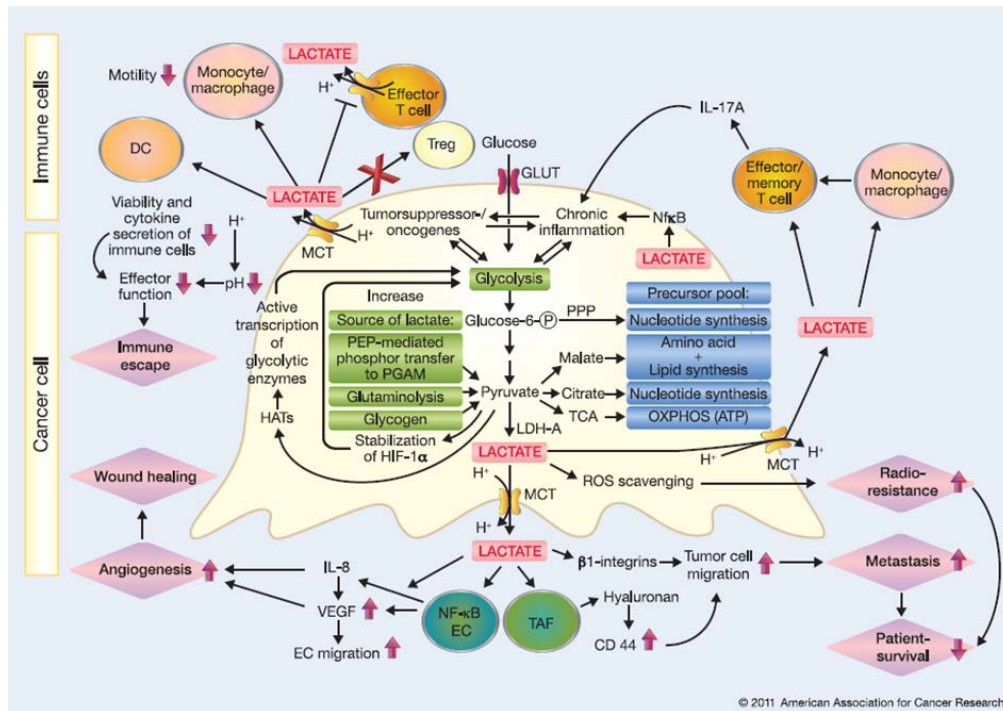 Immune cells
Cancer cell
LACTATE
Motility
Monocyte/
macrophage
H⁺
Effector
T cell
Treg
DC
LACTATE
Glucose
GLUT
IL-17A
Effector/
memory
T cell
Monocyte/
macrophage
Viability and
cytokine
secretion of
immune cells
H⁺
MCT
H⁺
Tumorsuppressor-/
oncogenes
Chronic
inflammation
NfκB
LACTATE
Effector
function
pH
Immune
escape
Active
transcription
of
glycolytic
enzymes
HATs
Increase
Source of lactate:
PEP-mediated
phosphor transfer
to PGAM
Glutaminolysis
Glycogen
Stabilization
of HIF-1α
Glycolysis
Glucose-6-P
PPP
Pyruvate
Malate
Citrate
TCA
LDH-A
Precursor pool:
Nucleotide synthesis
Amino acid
+
Lipid synthesis
Nucleotide synthesis
OXPHOS (ATP)
LACTATE
LACTATE
H⁺
MCT
H⁺
H⁺
MCT
H⁺
ROS scavenging
Radio-
resistance
Wound healing
Angiogenesis
LACTATE
IL-8
VEGF
EC migration
NF-κB
EC
TAF
β1-integrins
Tumor cell
migration
Hyaluronan
CD 44
Metastasis
Patient-
survival
© 2011 American Association for Cancer Research